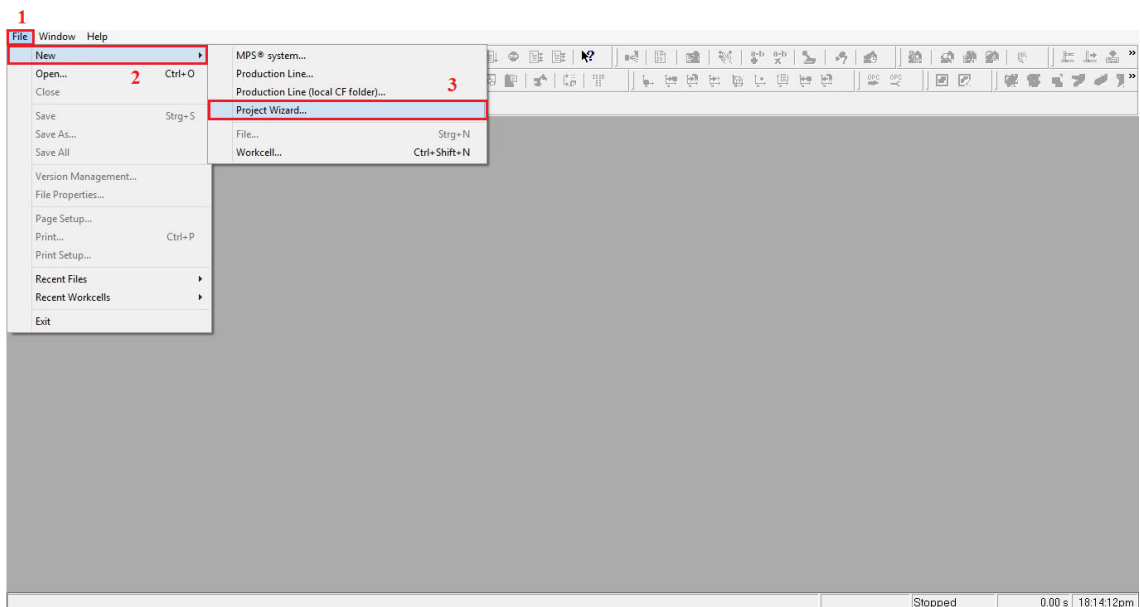 1
File Window Help
New
2
Open... Ctrl+O
Close
Save Strg+S
Save As...
Save All
Version Management...
File Properties...
Page Setup...
Print... Ctrl+P
Print Setup...
Recent Files
Recent Workcells
Exit
MPS® system...
Production Line...
Production Line (local CF folder)...
3
Project Wizard...
File... Strg+N
Workcell... Ctrl+Shift+N
a-b a-b
OPC OPC
Stopped 0.00 s 18:14:12pm